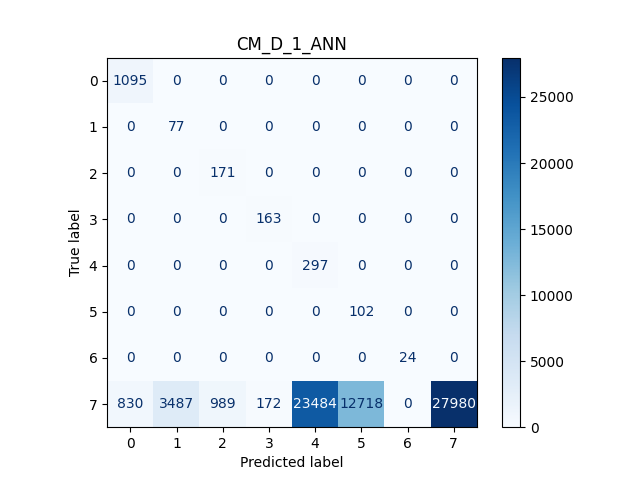 CM_D_1_ANN
True label
0 1095 0 0 0 0 0 0 0
1 0 77 0 0 0 0 0 0
2 0 0 171 0 0 0 0 0
3 0 0 0 163 0 0 0 0
4 0 0 0 0 297 0 0 0
5 0 0 0 0 0 102 0 0
6 0 0 0 0 0 0 24 0
7 830 3487 989 172 23484 12718 0 27980
0 1 2 3 4 5 6 7
Predicted label
25000
20000
15000
10000
5000
0